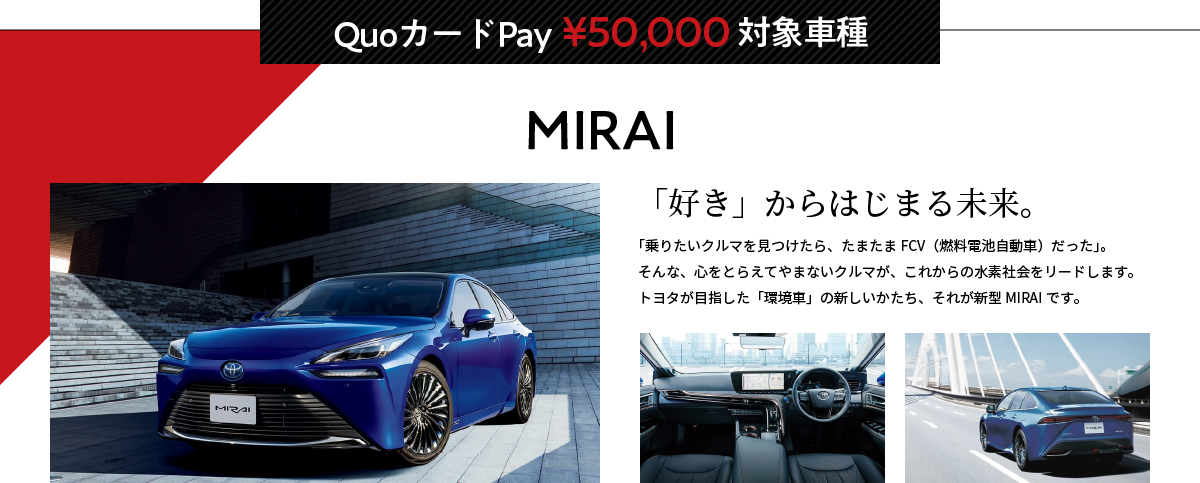 QuoカードPay ¥50,000 対象車種
MIRAI
「好き」からはじまる未来。
「乗りたいクルマを見つけたら、たまたま FCV（燃料電池自動車）だった」。
そんな、心をとらえてやまないクルマが、これからの水素社会をリードします。
トヨタが目指した「環境車」の新しいかたち、それが新型 MIRAI です。
MIRAI
MIRAI